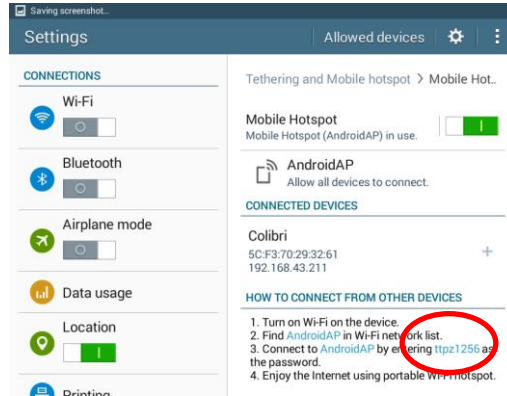 Saving screenshot...
Settings
Allowed devices
CONNECTIONS
Wi-Fi
Bluetooth
Airplane mode
Data usage
Location
Printing
Tethering and Mobile hotspot > Mobile Hot..
Mobile Hotspot
Mobile Hotspot (AndroidAP) in use.
AndroidAP
Allow all devices to connect.
CONNECTED DEVICES
Colibri
5C:F3:70:29:32:61
192.168.43.211
HOW TO CONNECT FROM OTHER DEVICES
1. Turn on Wi-Fi on the device.
2. Find AndroidAP in Wi-Fi network list.
3. Connect to AndroidAP by entering ttpz1256 as
the password.
4. Enjoy the Internet using portable Wi-Fi hotspot.